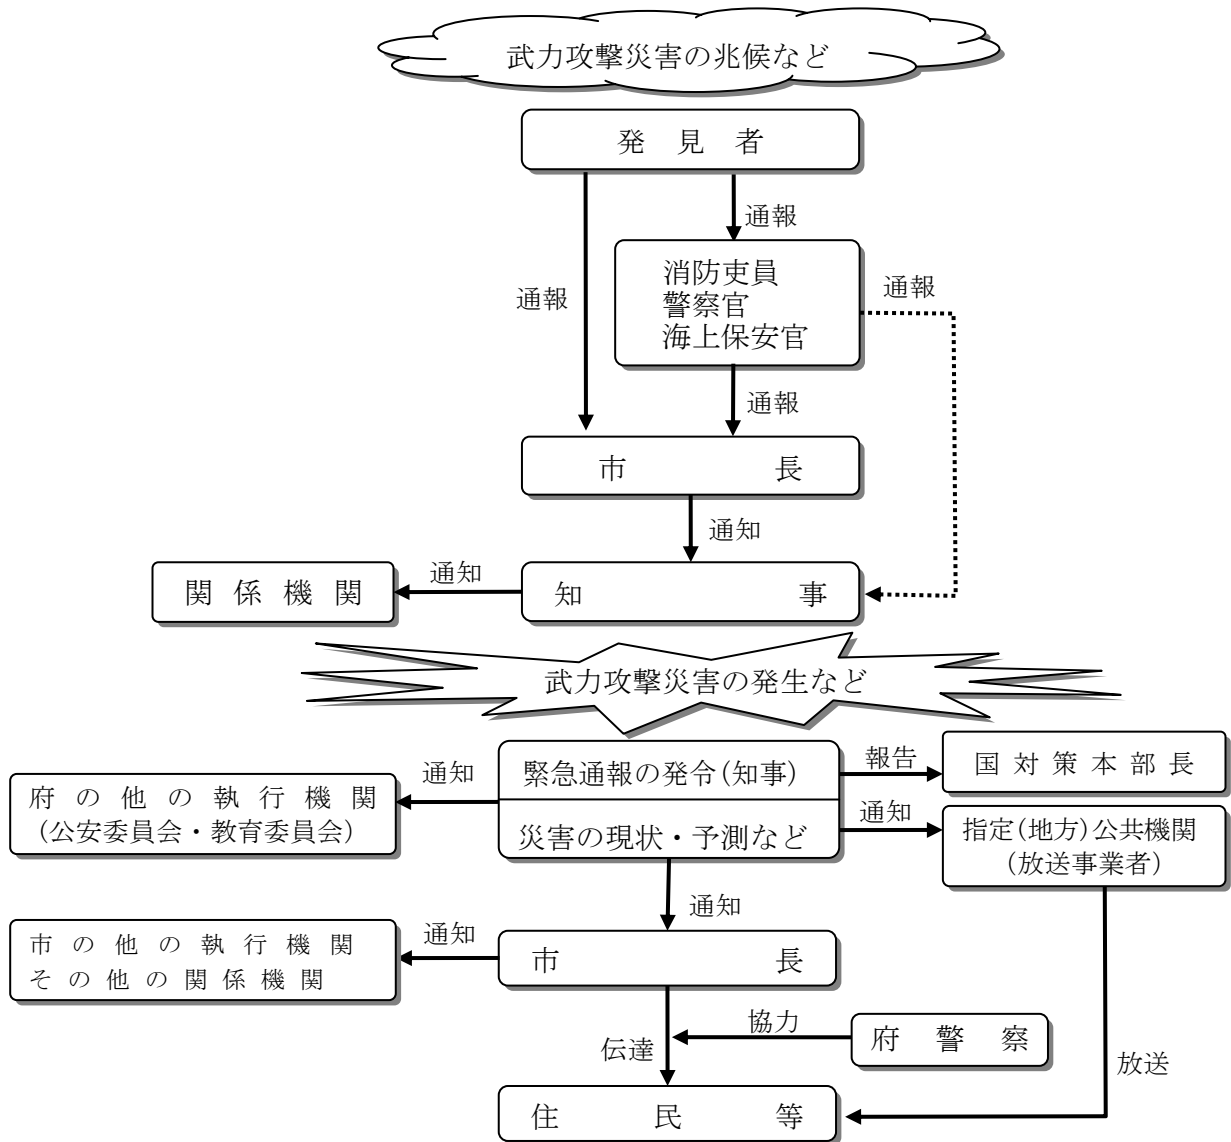 武力攻撃災害の兆候など
発見者
通報
消防吏員
警察官
海上保安官
通報
通報
通報
市長
通知
関係機関
通知
知事
武力攻撃災害の発生など
緊急通報の発令(知事)
災害の現状・予測など
報告
国対策本部長
通知
府の他の執行機関
(公安委員会・教育委員会)
通知
指定(地方)公共機関
(放送事業者)
通知
市の他の執行機関
その他の関係機関
通知
市長
協力
府警察
伝達
放送
住民等